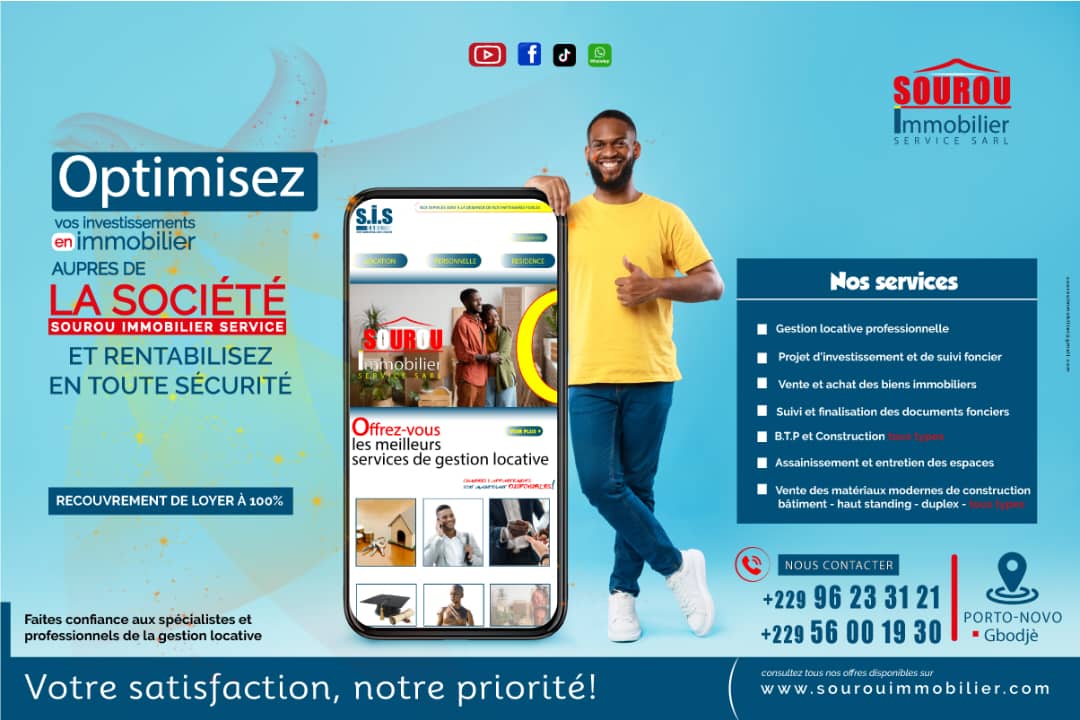 WhatsApp
SOUROU
Immobilier
SERVICE SARL
Optimisez
vos investissements
en immobilier
AUPRES DE
LA SOCIÉTÉ
SOUROU IMMOBILIER SERVICE
ET RENTABILISEZ
EN TOUTE SÉCURITÉ
RECOUVREMENT DE LOYER À 100%
Faites confiance aux spécialistes et
professionnels de la gestion locative
S.i.S
LOCATION
PERSONNELLE
RESIDENCE
SOUROU
Immobilier
SERVICE SARL
Offrez-vous
VOIR PLUS
les meilleurs
services de gestion locative
DISPONIBLES!
Nos services
Gestion locative professionnelle
Projet d'investissement et de suivi foncier
Vente et achat des biens immobiliers
Suivi et finalisation des documents fonciers
B.T.P et Construction tous types
Assainissement et entretien des espaces
Vente des matériaux modernes de construction
bâtiment - haut standing - duplex - tous types
NOUS CONTACTER
+229 96 23 31 21
+229 56 00 19 30
PORTO-NOVO
Gbodjè
Votre satisfaction, notre priorité!
consultez tous nos offres disponibles sur
www.sourouimmobilier.com